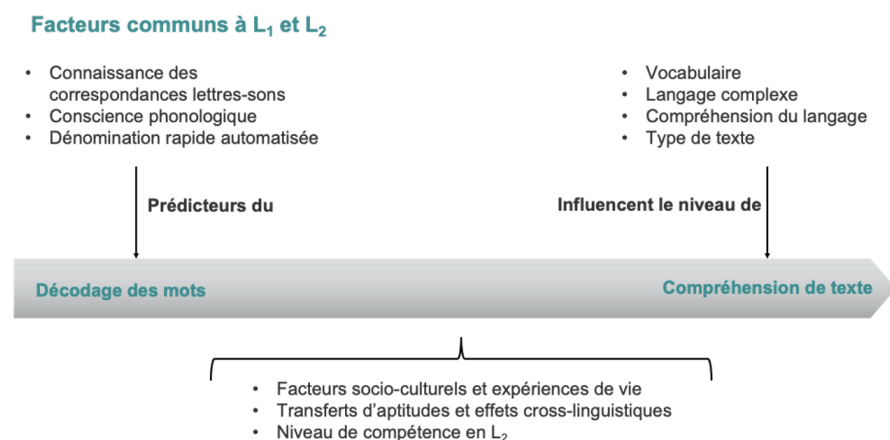 Facteurs communs à L₁ et L₂
• Connaissance des
correspondances lettres-sons
• Conscience phonologique
• Dénomination rapide automatisée
• Vocabulaire
• Langage complexe
• Compréhension du langage
• Type de texte
Prédicteurs du
Influencent le niveau de
Décodage des mots
Compréhension de texte
• Facteurs socio-culturels et expériences de vie
• Transferts d'aptitudes et effets cross-linguistiques
• Niveau de compétence en L₂